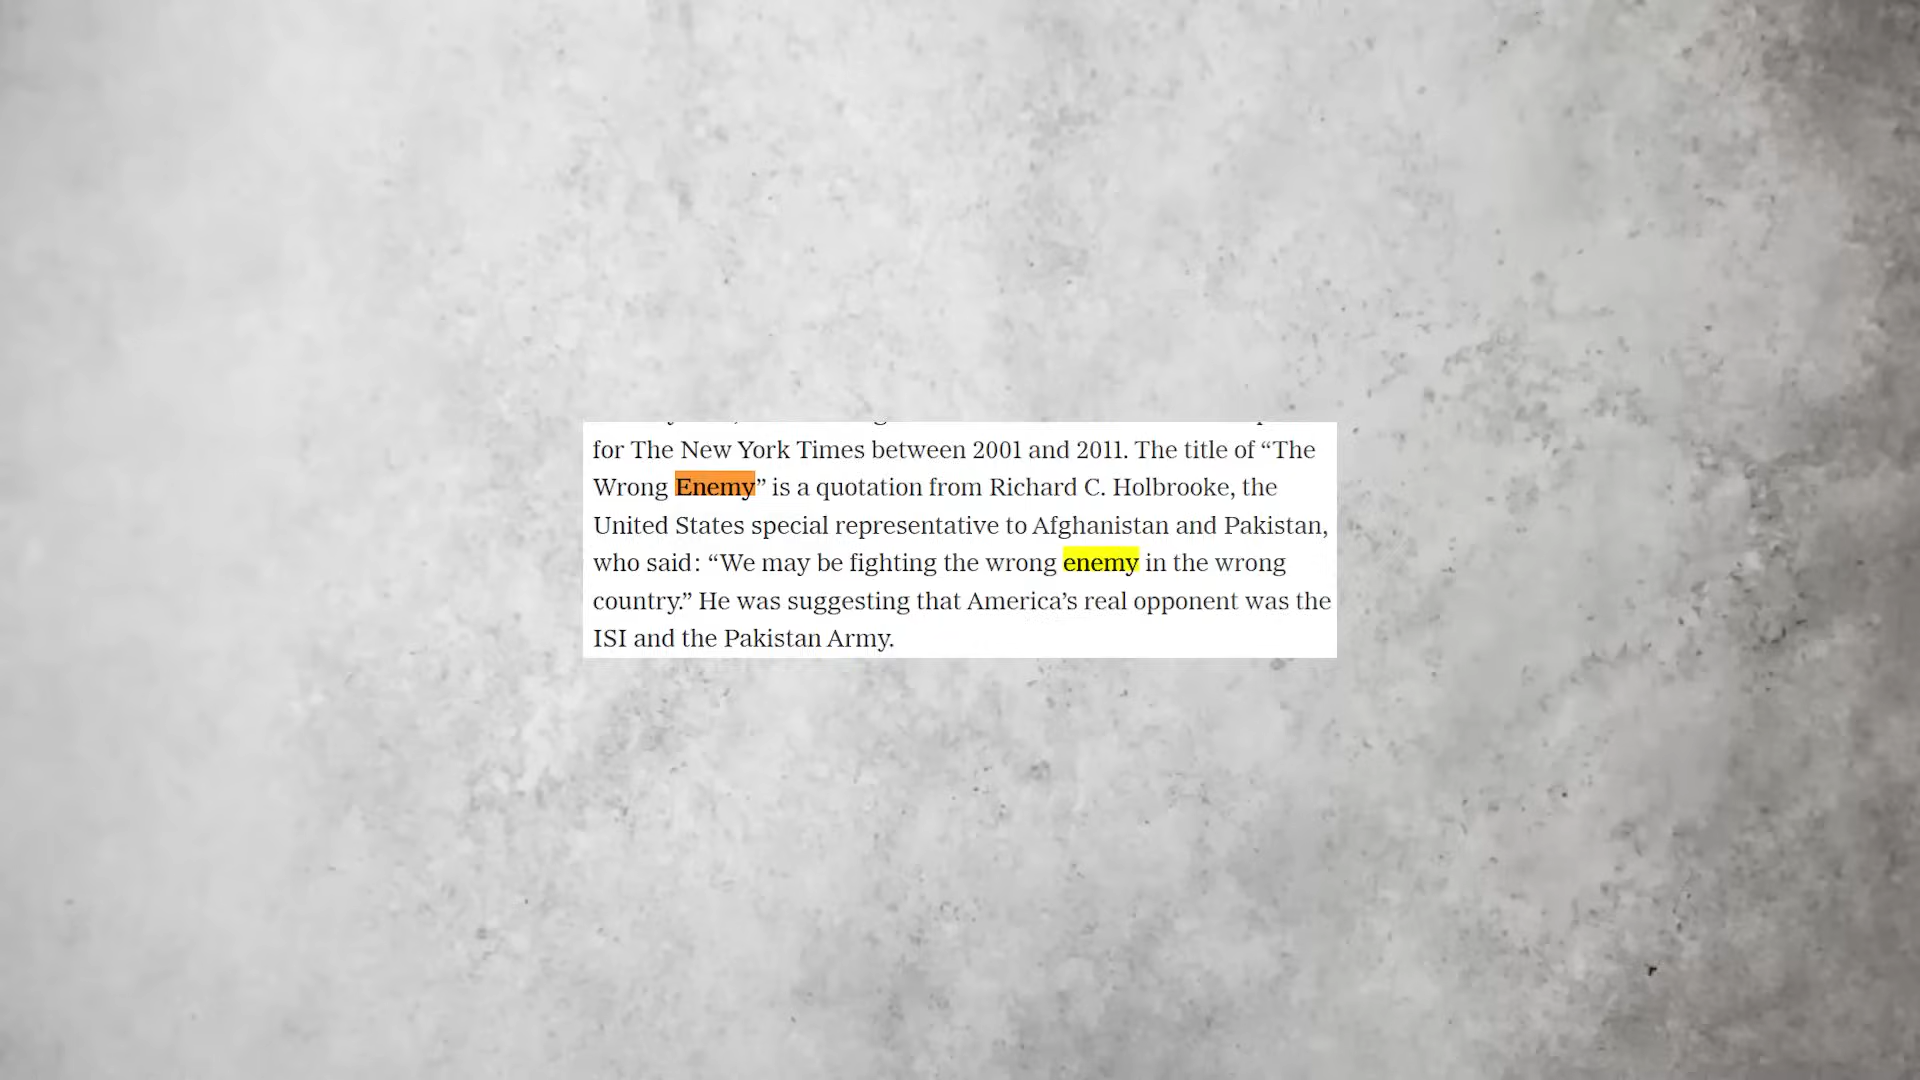 for The New York Times between 2001 and 2011. The title of “The
Wrong Enemy” is a quotation from Richard C. Holbrooke, the
United States special representative to Afghanistan and Pakistan,
who said: “We may be fighting the wrong enemy in the wrong
country.” He was suggesting that America’s real opponent was the
ISI and the Pakistan Army.